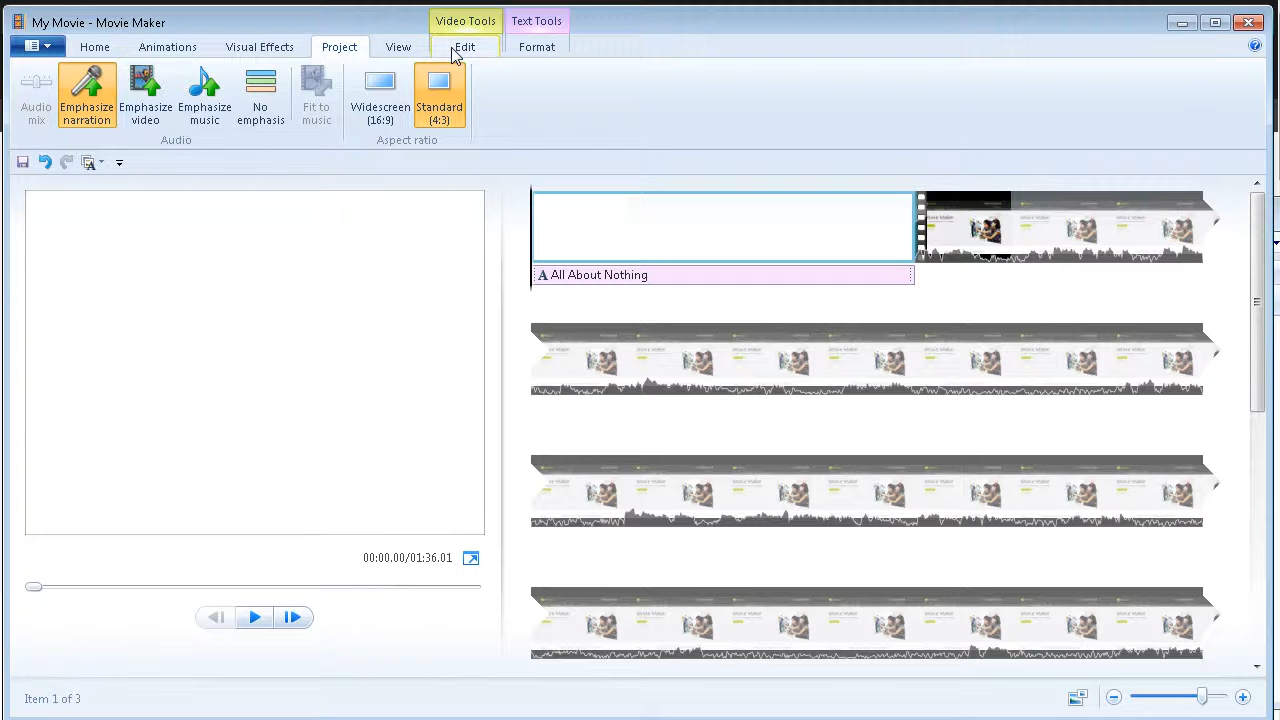 My Movie - Movie Maker
Video Tools
Text Tools
Home
Animations
Visual Effects
Project
View
Edit
Format
Audio mix
Emphasize narration
Emphasize video
Emphasize music
No emphasis
Fit to music
Widescreen (16:9)
Standard (4:3)
Audio
Aspect ratio
A All About Nothing
00:00.00/01:36.01
Item 1 of 3